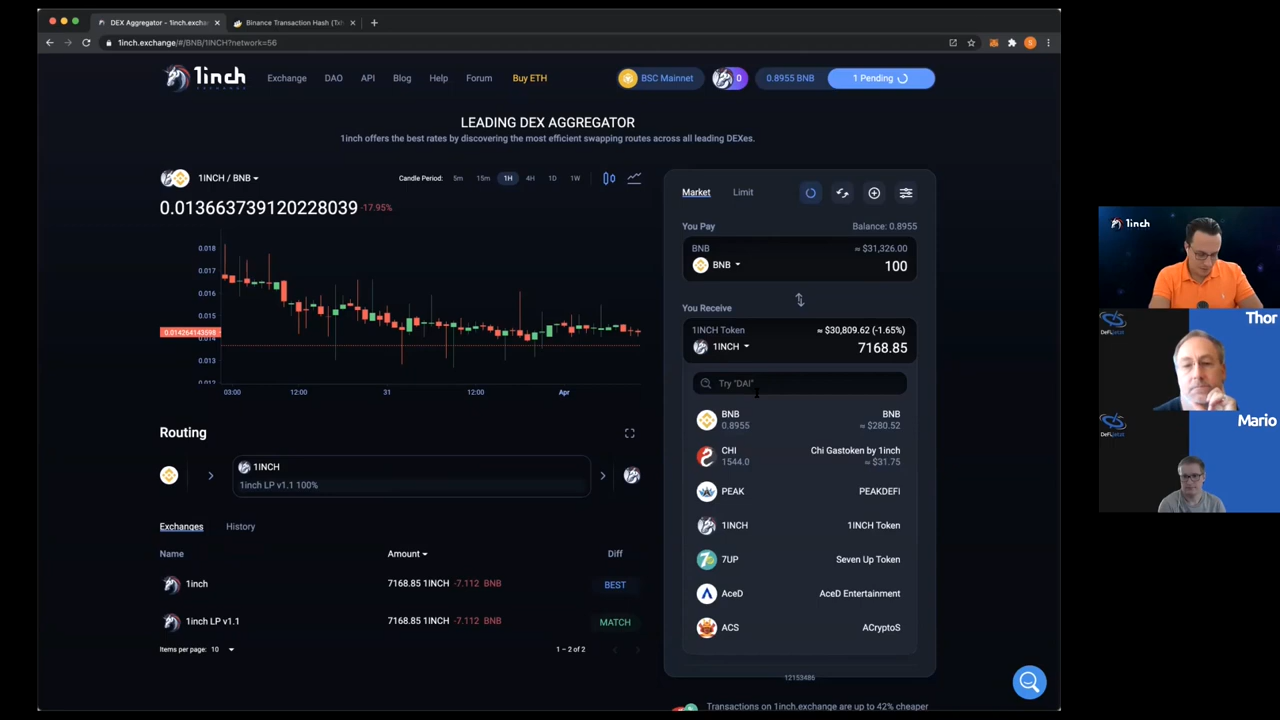 DEX Aggregator - 1inch.exchan
Binance Transaction Hash (Txh
1inch.exchange/#/BNB/1INCH?network=56
S
1inch
EXCHANGE
Exchange
DAO
API
Blog
Help
Forum
Buy ETH
BSC Mainnet
0
0.8955 BNB
1 Pending
LEADING DEX AGGREGATOR
1inch offers the best rates by discovering the most efficient swapping routes across all leading DEXes.
1INCH / BNB
Candle Period:
5m
15m
1H
4H
1D
1W
0.013663739120228039
-17.95%
0.018
0.017
0.016
0.015
0.014264143598
0.014
0.013
0.012
03:00
12:00
31
12:00
Apr
Market
Limit
You Pay
Balance: 0.8955
BNB
≈ $31,326.00
BNB
100
You Receive
1INCH Token
≈ $30,809.62 (-1.65%)
1INCH
7168.85
Try "DAI"
BNB
BNB
0.8955
≈ $280.52
CHI
Chi Gastoken by 1inch
1544.0
≈ $31.75
PEAK
PEAKDEFI
1INCH
1INCH Token
7UP
Seven Up Token
AceD
AceD Entertainment
ACS
ACryptoS
12153486
Transactions on 1inch.exchange are up to 42% cheaper
Routing
1INCH
1inch LP v1.1 100%
Exchanges
History
Name
Amount
Diff
1inch
7168.85 1INCH -7.112 BNB
BEST
1inch LP v1.1
7168.85 1INCH -7.112 BNB
MATCH
Items per page: 10
1 – 2 of 2
1inch
Thor
Mario